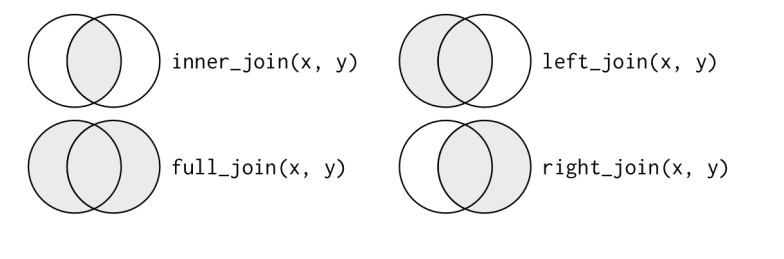 inner_join(x, y)
left_join(x, y)
full_join(x, y)
right_join(x, y)